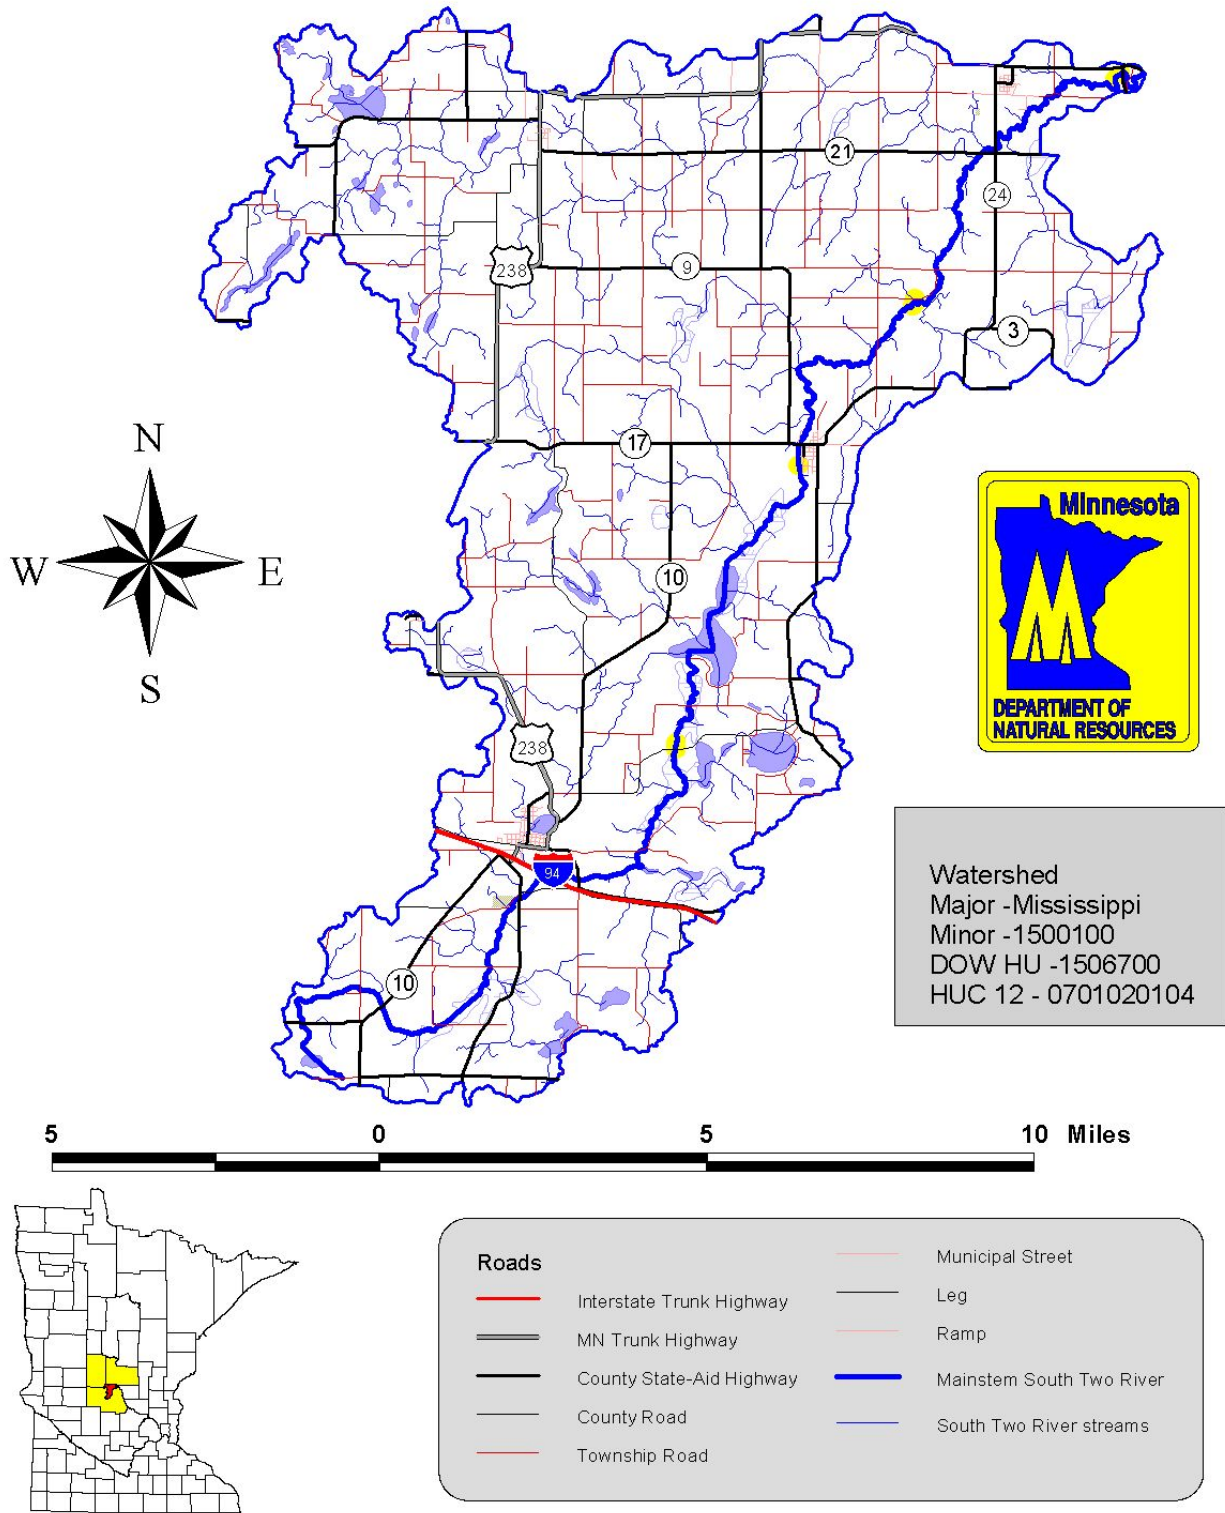 21
24
238
9
3
17
N
W
E
S
10
Minnesota
DEPARTMENT OF
NATURAL RESOURCES
238
94
10
Watershed
Major -Mississippi
Minor -1500100
DOW HU -1506700
HUC 12 - 0701020104
5 0 5 10 Miles
Roads
Interstate Trunk Highway
MN Trunk Highway
County State-Aid Highway
County Road
Township Road
Municipal Street
Leg
Ramp
Mainstem South Two River
South Two River streams